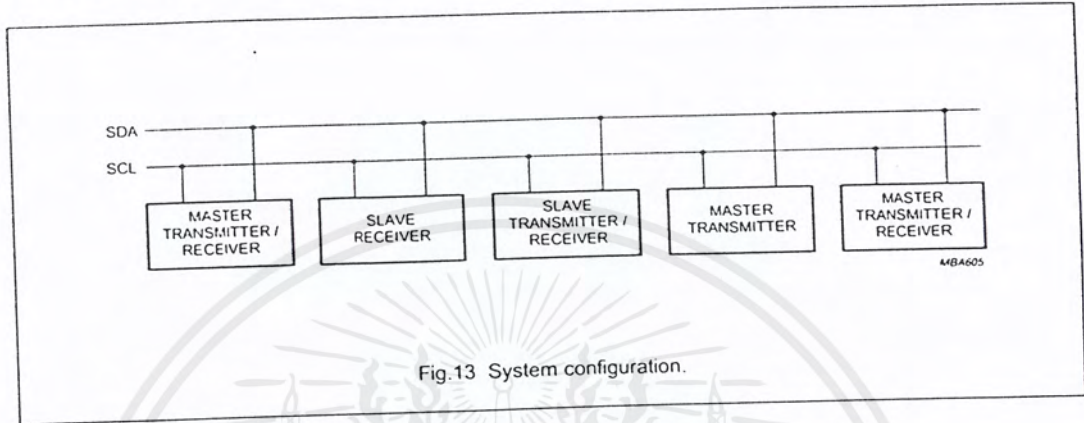 SDA
SCL
MASTER
TRANSMITTER /
RECEIVER
SLAVE
RECEIVER
SLAVE
TRANSMITTER /
RECEIVER
MASTER
TRANSMITTER
MASTER
TRANSMITTER /
RECEIVER
MBA605
Fig.13 System configuration.